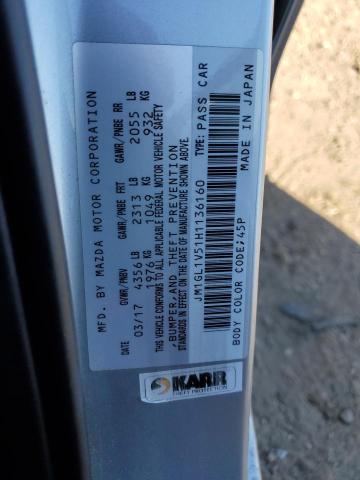 MFD. BY MAZDA MOTOR CORPORATION
DATE GVWR/PNBV GAWR/PNBE FRT GAWR/PNBE RR
03/17 4356 LB 2313 LB 2055 LB
1976 KG 1049 KG 932 KG
THIS VEHICLE CONFORMS TO ALL APPLICABLE FEDERAL MOTOR VEHICLE SAFETY
,BUMPER,AND THEFT PREVENTION
STANDARDS IN EFFECT ON THE DATE OF MANUFACTURE SHOWN ABOVE.
JM1GL1V51H1136160 TYPE: PASS CAR
BODY COLOR CODE;45P MADE IN JAPAN
KARR
THEFT PROTECTION